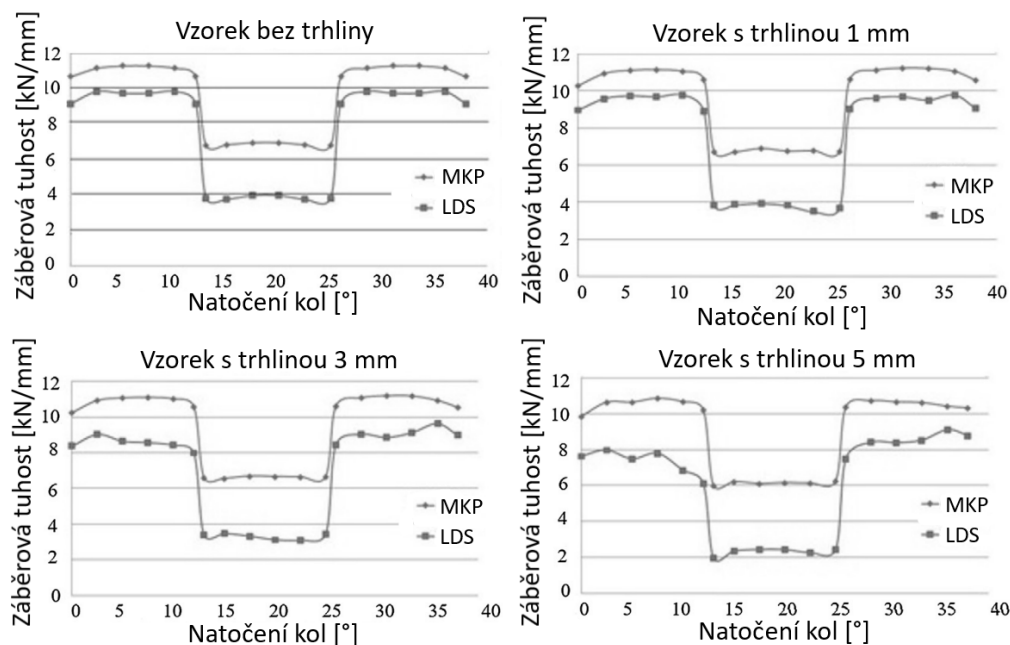 Vzorek bez trhliny
Záběrová tuhost [kN/mm]
12
10
8
6
4
2
0
MKP
LDS
0 5 10 15 20 25 30 35 40
Natočení kol [°]
Vzorek s trhlinou 1 mm
Záběrová tuhost [kN/mm]
12
10
8
6
4
2
0
MKP
LDS
0 5 10 15 20 25 30 35 40
Natočení kol [°]
Vzorek s trhlinou 3 mm
Záběrová tuhost [kN/mm]
12
10
8
6
4
2
0
MKP
LDS
0 5 10 15 20 25 30 35 40
Natočení kol [°]
Vzorek s trhlinou 5 mm
Záběrová tuhost [kN/mm]
12
10
8
6
4
2
0
MKP
LDS
0 5 10 15 20 25 30 35 40
Natočení kol [°]